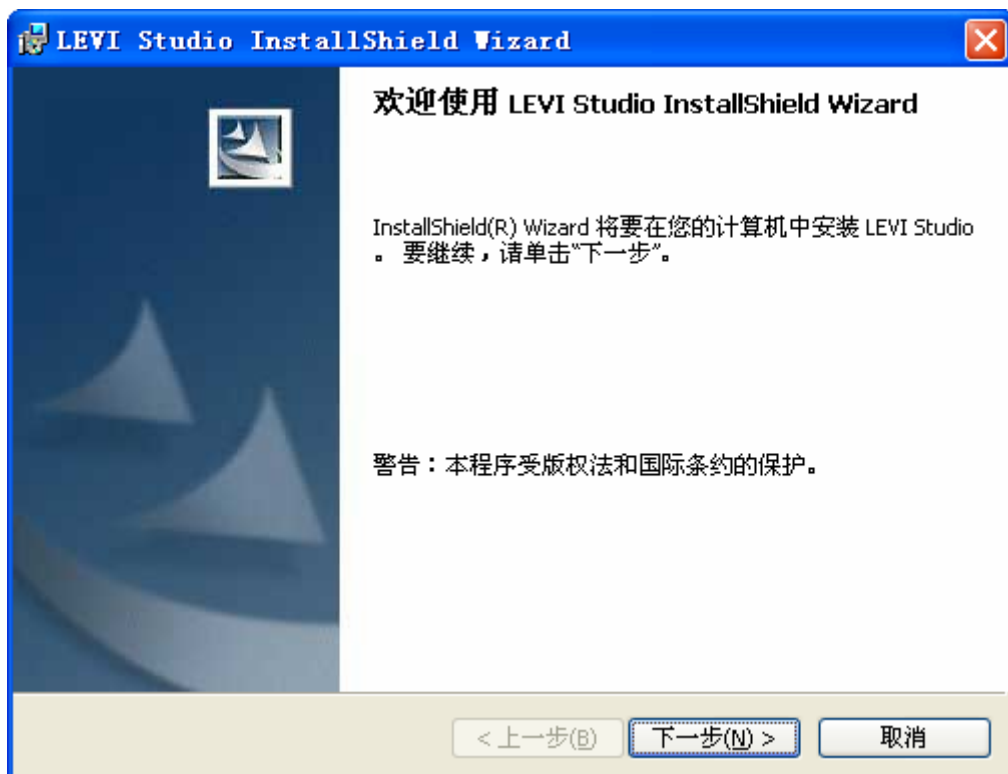 LEVI Studio InstallShield Wizard
欢迎使用 LEVI Studio InstallShield Wizard
InstallShield(R) Wizard 将要在您的计算机中安装 LEVI Studio
。 要继续，请单击“下一步”。
警告：本程序受版权法和国际条约的保护。
< 上一步(B) 下一步(N) > 取消